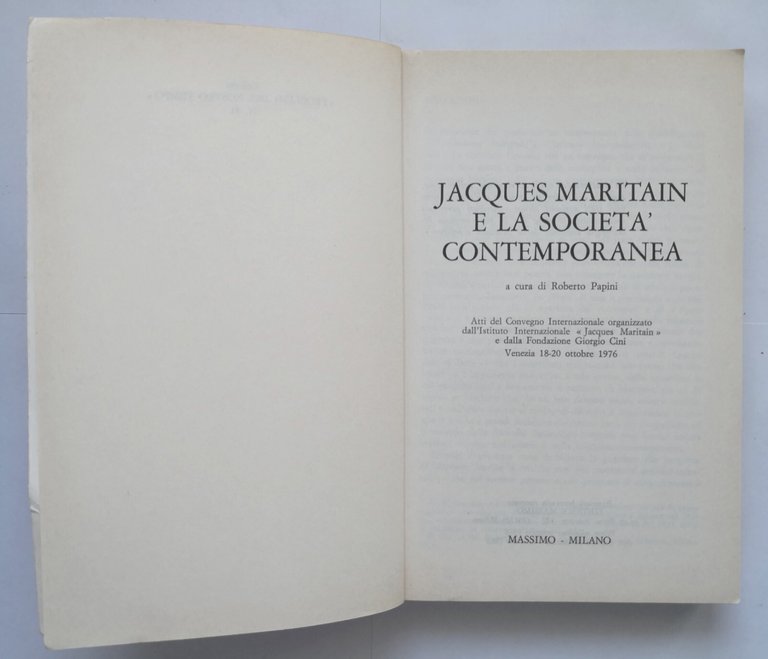 JACQUES MARITAIN
E LA SOCIETA'
CONTEMPORANEA
a cura di Roberto Papini
Atti del Convegno Internazionale organizzato
dall'Istituto Internazionale « Jacques Maritain »
e dalla Fondazione Giorgio Cini
Venezia 18-20 ottobre 1976
MASSIMO - MILANO